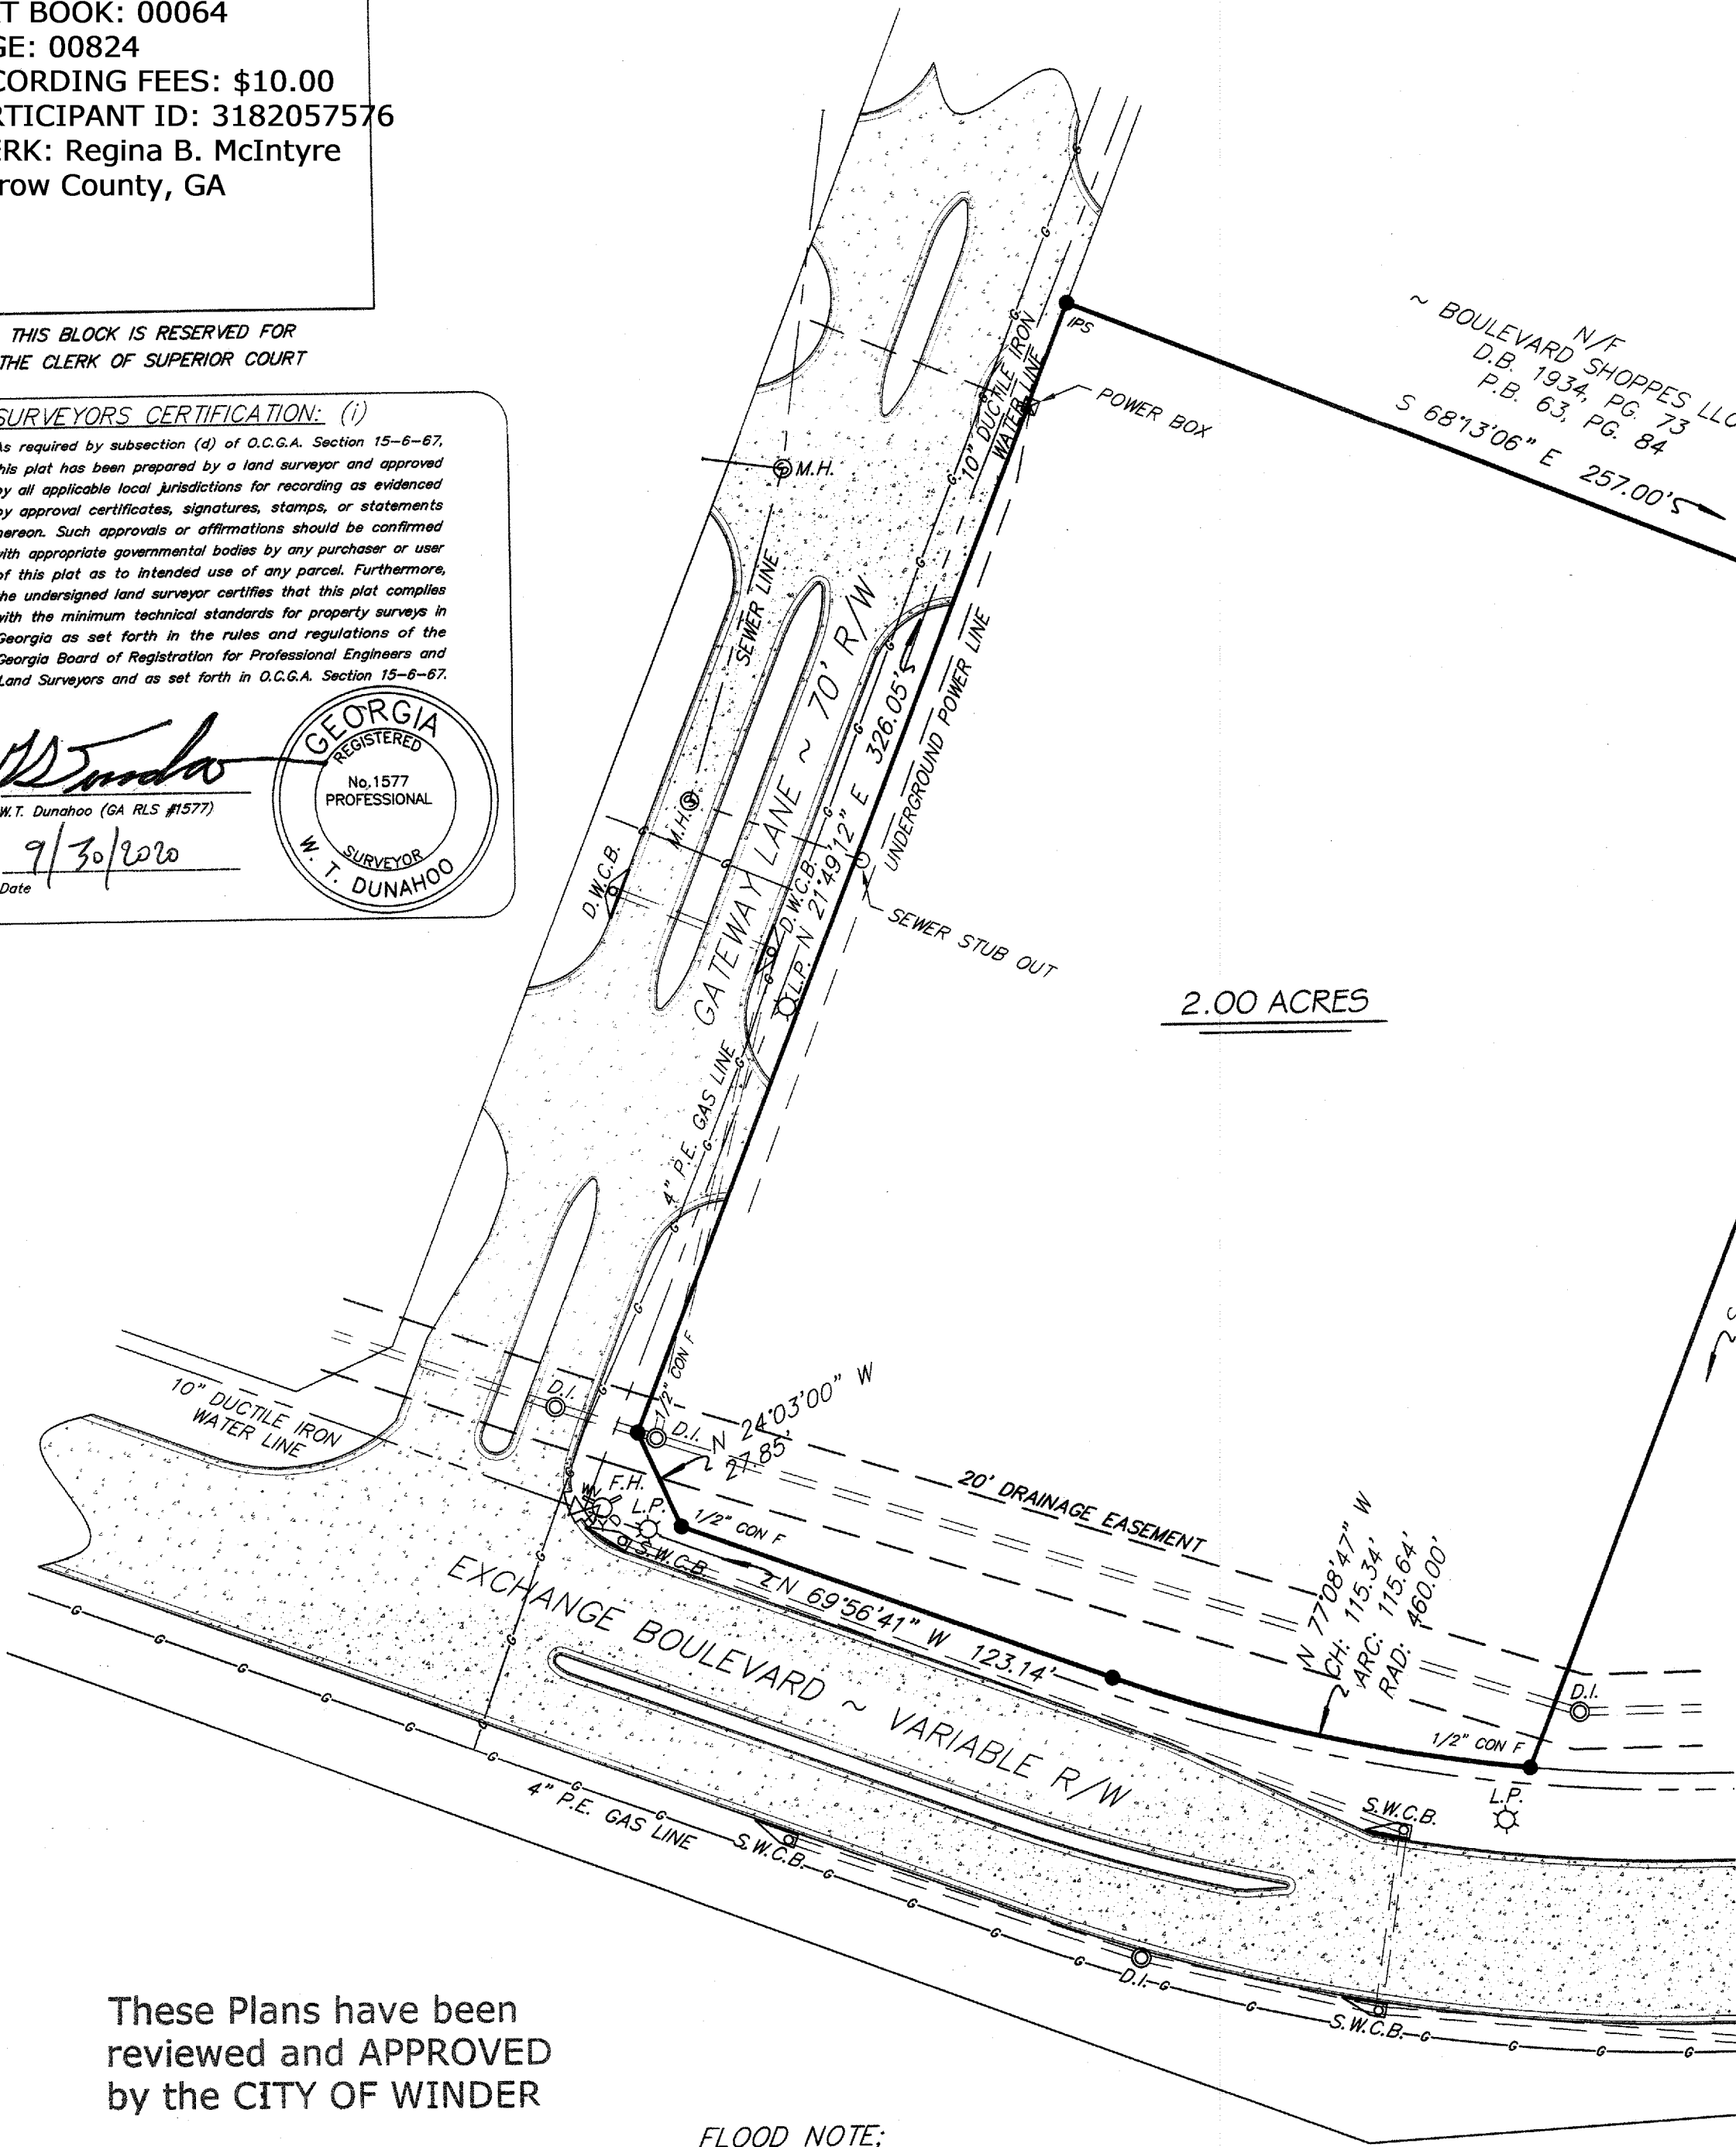 T BOOK: 00064
GE: 00824
CORDING FEES: $10.00
RTICIPANT ID: 3182057576
ERK: Regina B. McIntyre
row County, GA
THIS BLOCK IS RESERVED FOR
THE CLERK OF SUPERIOR COURT
SURVEYORS CERTIFICATION: (i)
As required by subsection (d) of O.C.G.A. Section 15-6-67,
his plat has been prepared by a land surveyor and approved
by all applicable local jurisdictions for recording as evidenced
by approval certificates, signatures, stamps, or statements
hereon. Such approvals or affirmations should be confirmed
with appropriate governmental bodies by any purchaser or user
of this plat as to intended use of any parcel. Furthermore,
the undersigned land surveyor certifies that this plat complies
with the minimum technical standards for property surveys in
Georgia as set forth in the rules and regulations of the
Georgia Board of Registration for Professional Engineers and
Land Surveyors and as set forth in O.C.G.A. Section 15-6-67.
W.T. Dunahoo (GA RLS #1577)
9/30/2020
Date
GEORGIA
REGISTERED
No.1577
PROFESSIONAL
SURVEYOR
W. T. DUNAHOO
N/F
~ BOULEVARD SHOPPES LLC
D.B. 1934, PG. 73
P.B. 63, PG. 84
S 68°13'06" E 257.00'
IPS
POWER BOX
10" DUCTILE IRON
WATER LINE
M.H.
SEWER LINE
GATEWAY LANE ~ 70' R/W
N 21°49'12" E 326.05'
UNDERGROUND POWER LINE
M.H.
D.W.C.B.
D.W.C.B.
L.P.
SEWER STUB OUT
2.00 ACRES
4" P.E. GAS LINE
1/2" CON F
10" DUCTILE IRON
WATER LINE
D.I.
D.I.
N 24°03'00" W
27.85'
F.H.
W.V.
L.P.
1/2" CON F
S.W.C.B.
20' DRAINAGE EASEMENT
N 69°56'41" W 123.14'
N 77°08'47" W
CH: 115.34'
ARC: 115.64'
RAD: 460.00'
EXCHANGE BOULEVARD ~ VARIABLE R/W
D.I.
1/2" CON F
L.P.
S.W.C.B.
4" P.E. GAS LINE
S.W.C.B.
D.I.
S.W.C.B.
These Plans have been
reviewed and APPROVED
by the CITY OF WINDER
FLOOD NOTE: